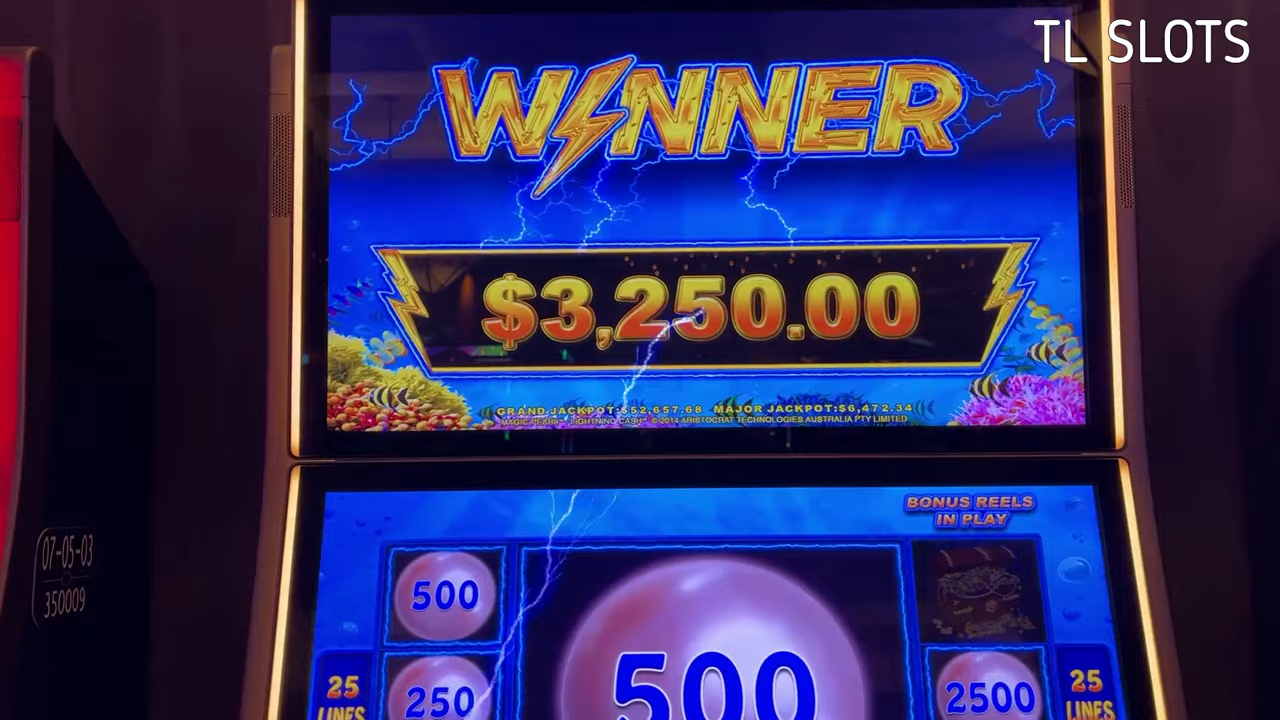 TL SLOTS
WINNER
$3,250.00
GRAND JACKPOT:$52,657.68 MAJOR JACKPOT:$6,472.34
MAGIC PEARL™ LIGHTNING CASH™ © 2014 ARISTOCRAT TECHNOLOGIES AUSTRALIA PTY LIMITED
BONUS REELS
IN PLAY
07-05-03
350009
500
500
250
2500
25
LINES
25
LINES